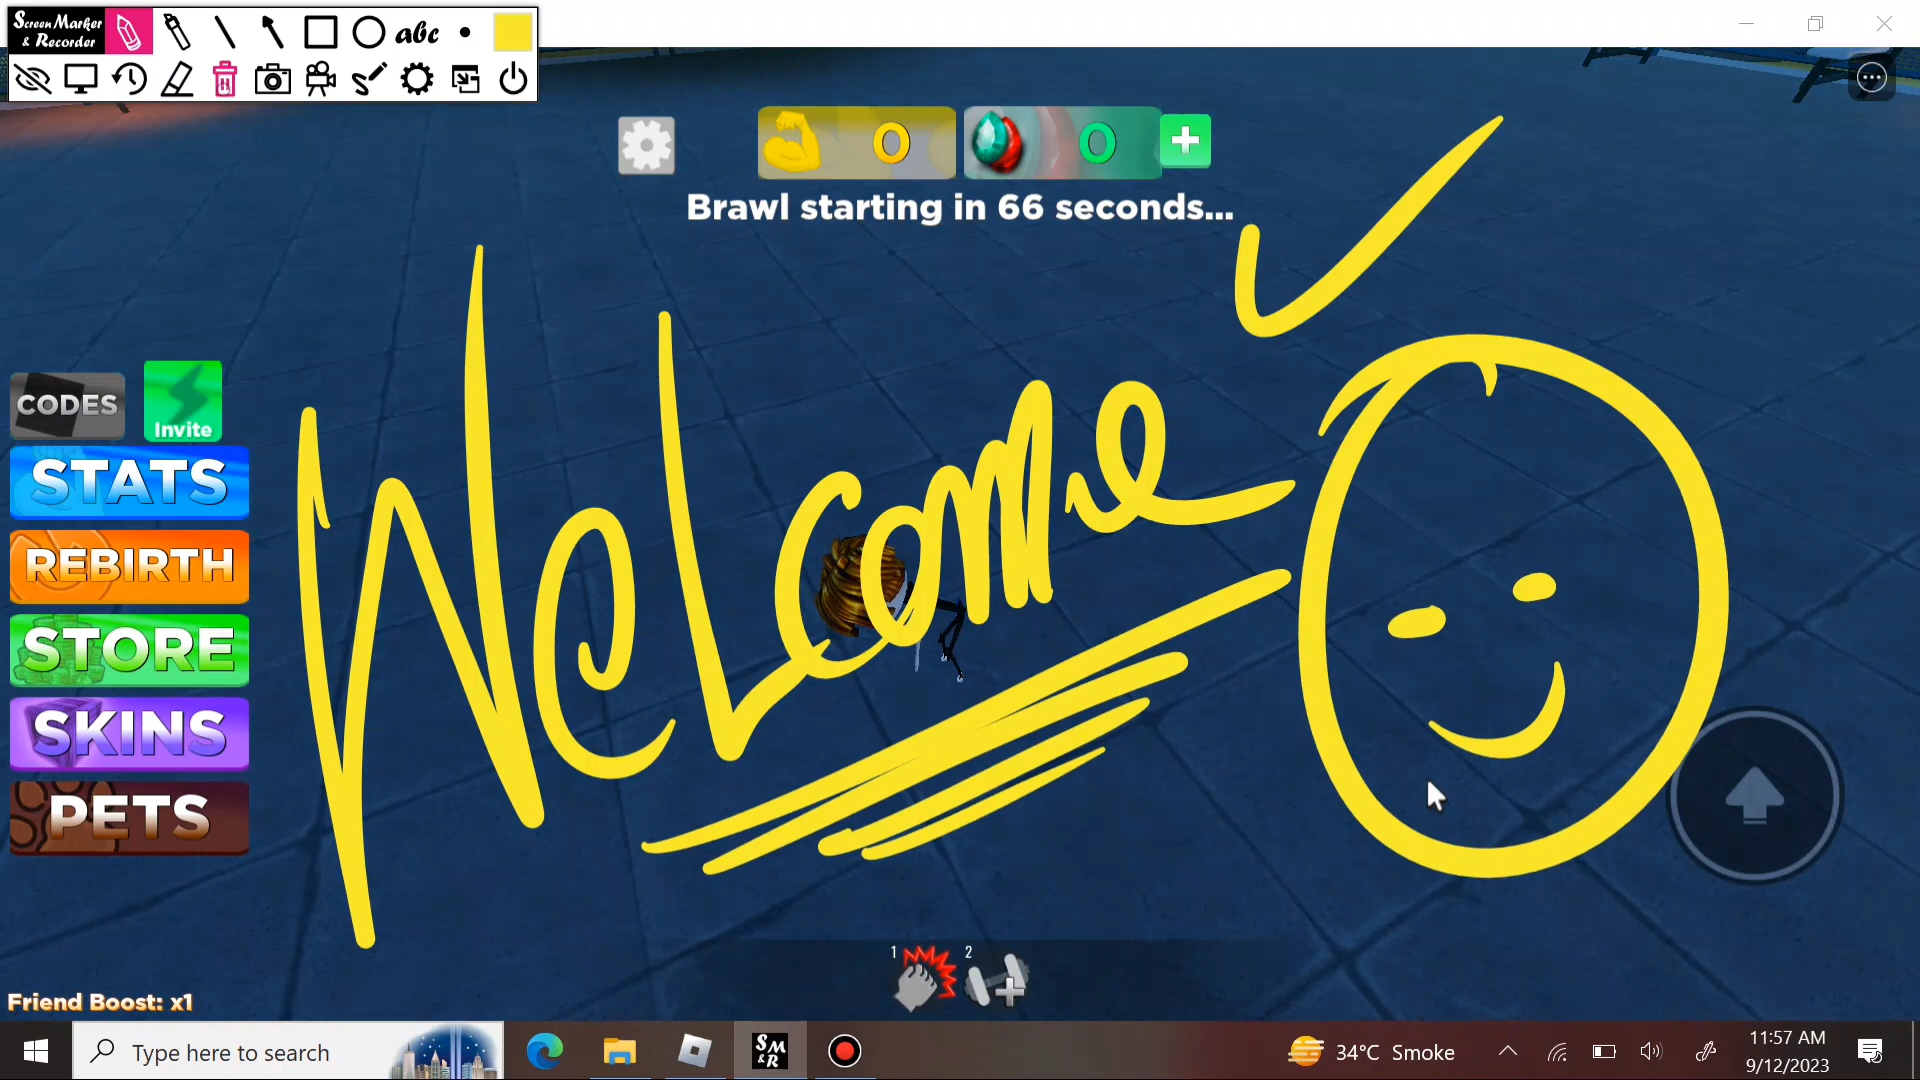 Screen Marker
& Recorder
abc
0
0
Brawl starting in 66 seconds...
Welcome
CODES
Invite
STATS
REBIRTH
STORE
SKINS
PETS
1
2
Friend Boost: x1
Type here to search
S M
& R
34°C Smoke
11:57 AM
9/12/2023